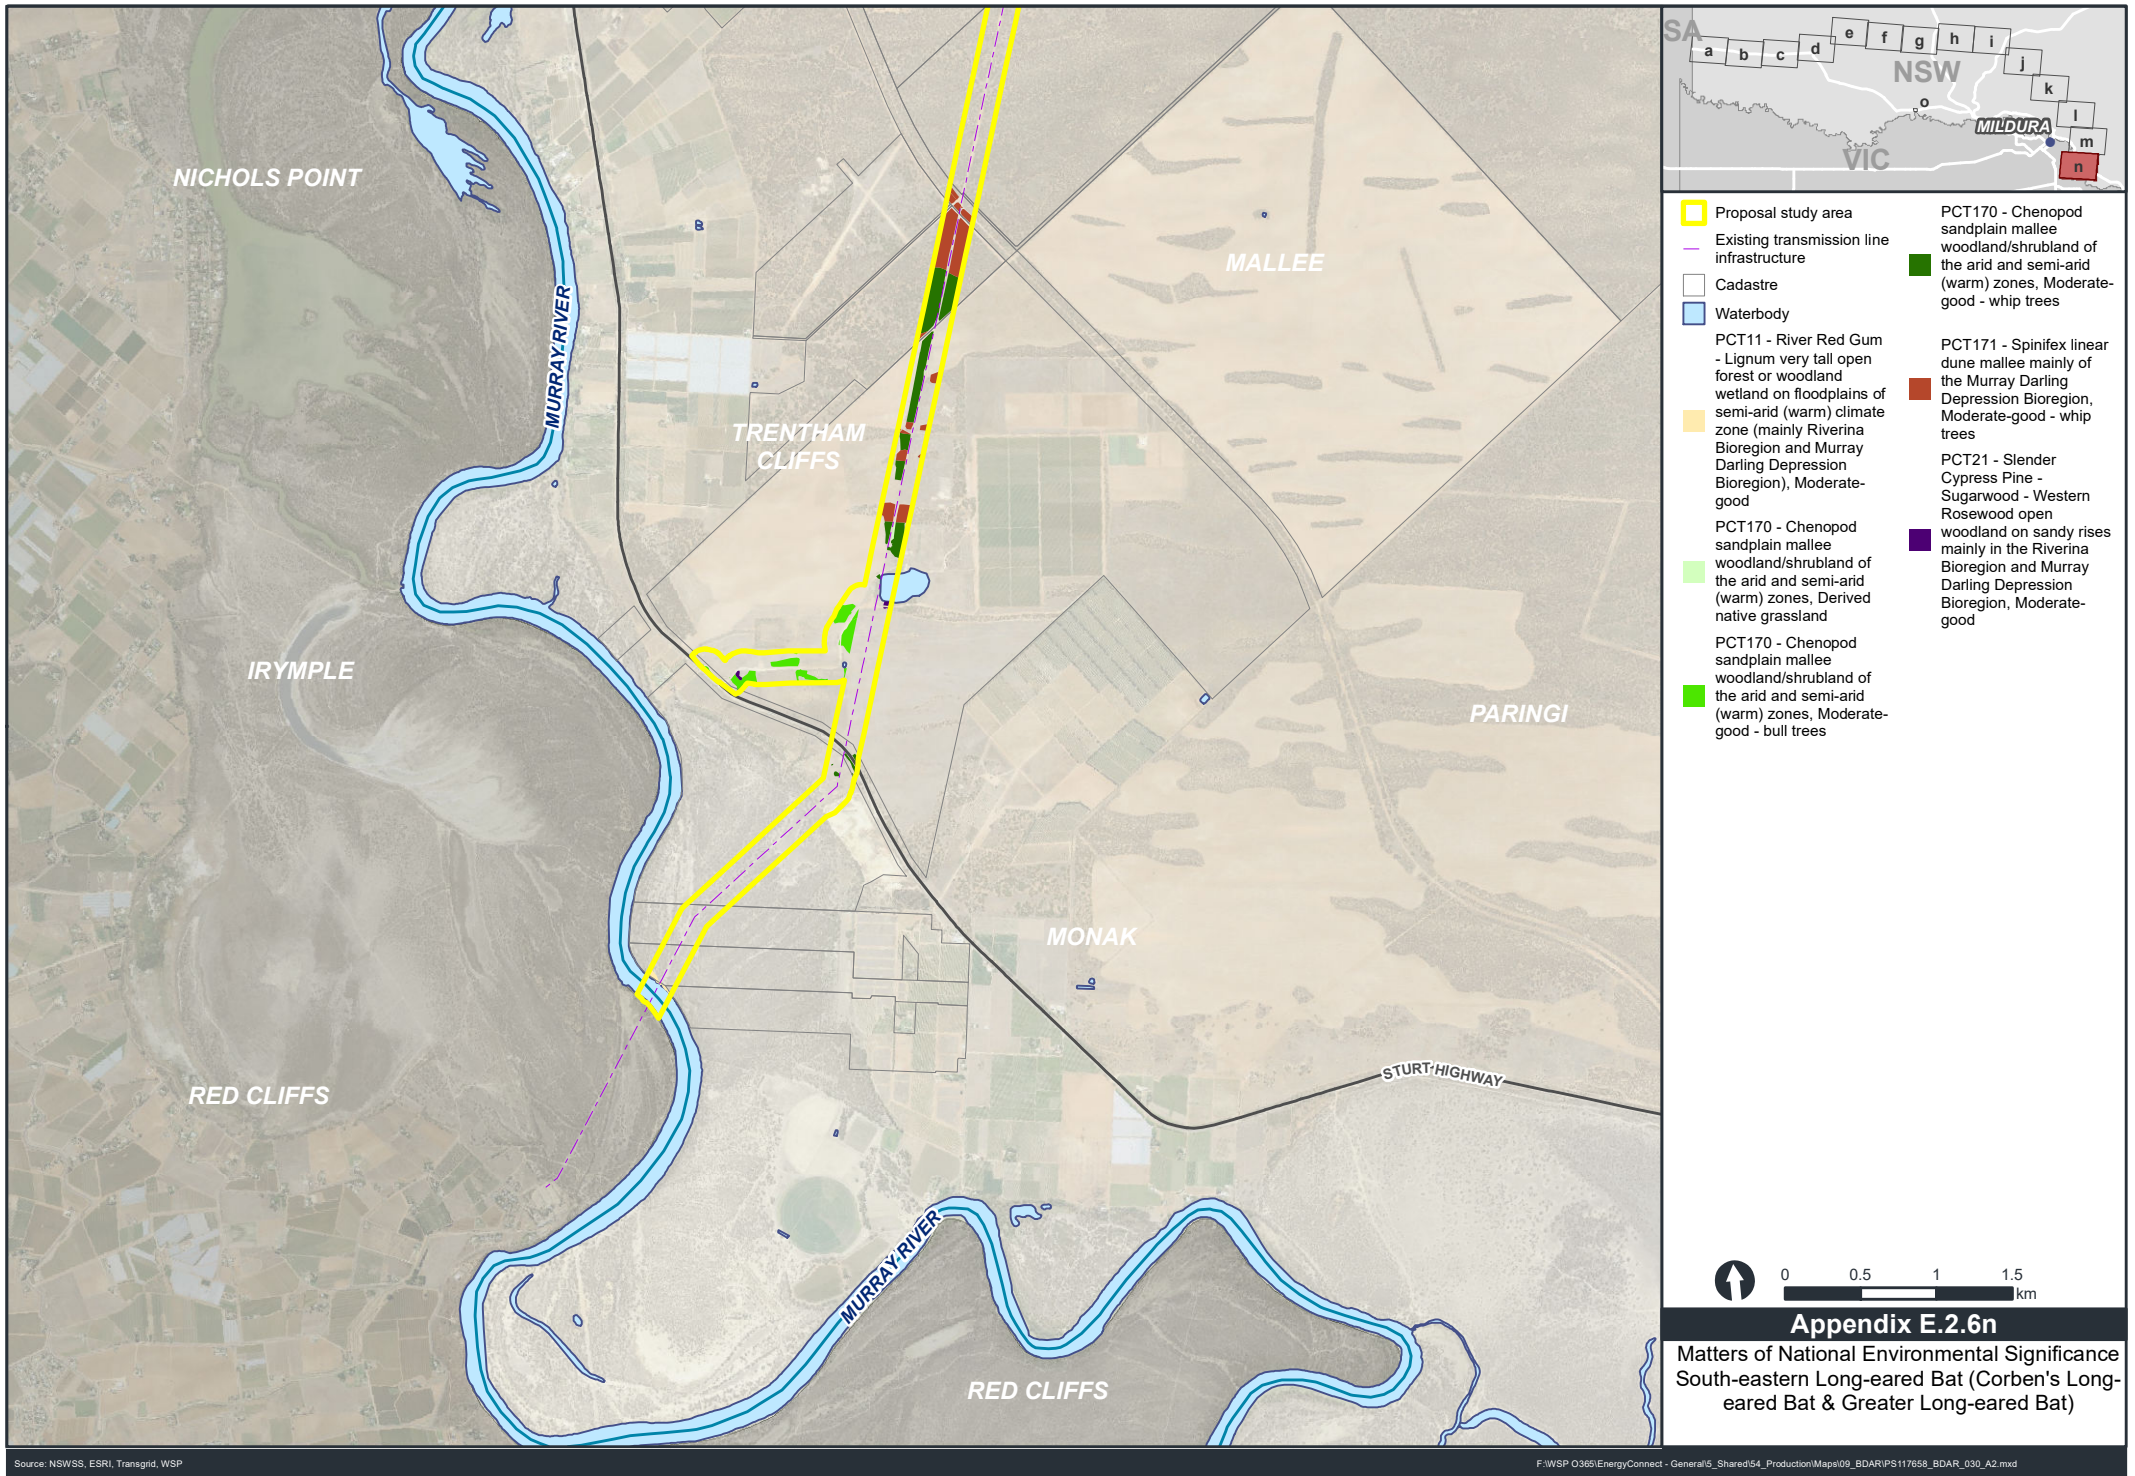 NICHOLS POINT
MURRAY RIVER
MALLEE
TRENTHAM
CLIFFS
IRYMPLE
PARINGI
MONAK
STURT HIGHWAY
RED CLIFFS
MURRAY RIVER
RED CLIFFS
SA
a
b
c
d
e
f
g
h
i
j
k
l
m
n
o
NSW
MILDURA
VIC
Proposal study area
Existing transmission line
infrastructure
Cadastre
Waterbody
PCT11 - River Red Gum
- Lignum very tall open
forest or woodland
wetland on floodplains of
semi-arid (warm) climate
zone (mainly Riverina
Bioregion and Murray
Darling Depression
Bioregion), Moderate-
good
PCT170 - Chenopod
sandplain mallee
woodland/shrubland of
the arid and semi-arid
(warm) zones, Derived
native grassland
PCT170 - Chenopod
sandplain mallee
woodland/shrubland of
the arid and semi-arid
(warm) zones, Moderate-
good - bull trees
PCT170 - Chenopod
sandplain mallee
woodland/shrubland of
the arid and semi-arid
(warm) zones, Moderate-
good - whip trees
PCT171 - Spinifex linear
dune mallee mainly of
the Murray Darling
Depression Bioregion,
Moderate-good - whip
trees
PCT21 - Slender
Cypress Pine -
Sugarwood - Western
Rosewood open
woodland on sandy rises
mainly in the Riverina
Bioregion and Murray
Darling Depression
Bioregion, Moderate-
good
0 0.5 1 1.5
km
Appendix E.2.6n
Matters of National Environmental Significance
South-eastern Long-eared Bat (Corben's Long-
eared Bat & Greater Long-eared Bat)
Source: NSWSS, ESRI, Transgrid, WSP
F:\WSP O365\EnergyConnect - General\5_Shared\54_Production\Maps\09_BDAR\PS117658_BDAR_030_A2.mxd